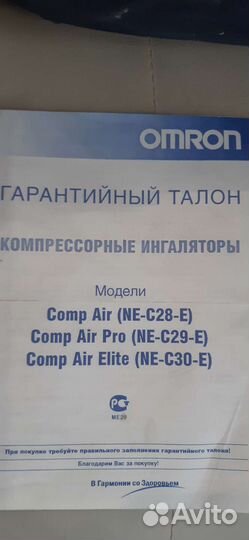 OMRON
ГАРАНТИЙНЫЙ ТАЛОН
КОМПРЕССОРНЫЕ ИНГАЛЯТОРЫ
Модели
Comp Air (NE-C28-E)
Comp Air Pro (NE-C29-E)
Comp Air Elite (NE-C30-E)
МЕ29
При покупке требуйте правильного заполнения гарантийного талона!
Благодарим Вас за покупку!
В Гармонии со Здоровьем
Avito